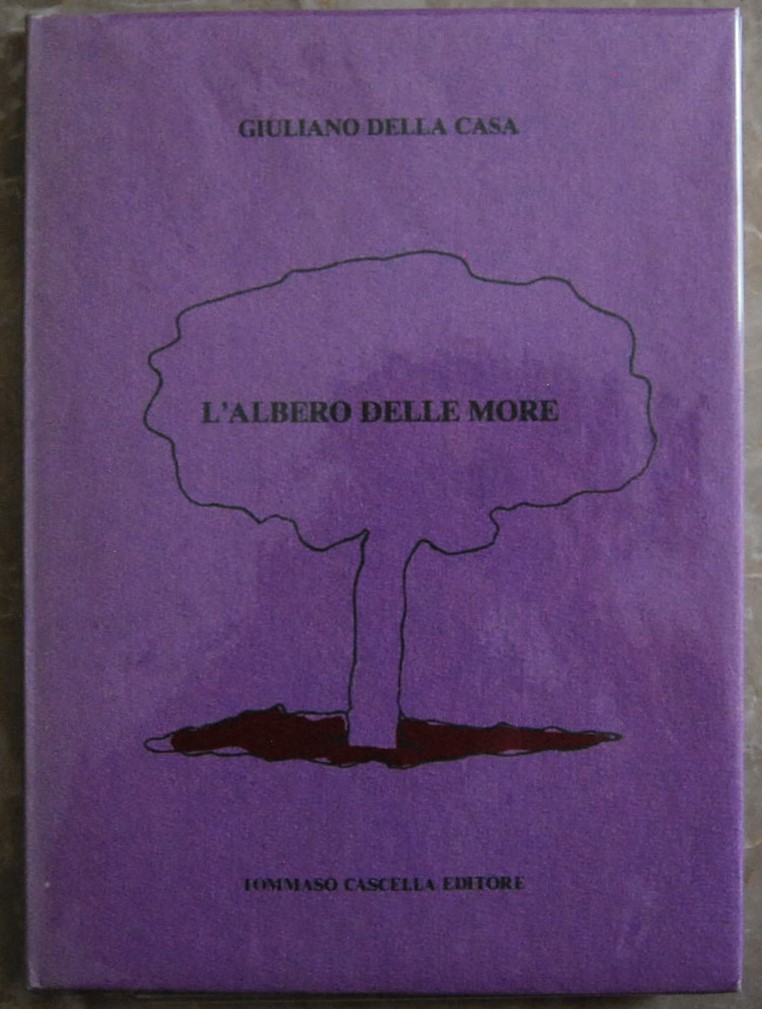 GIULIANO DELLA CASA
L'ALBERO DELLE MORE
TOMMASO CASCELLA EDITORE